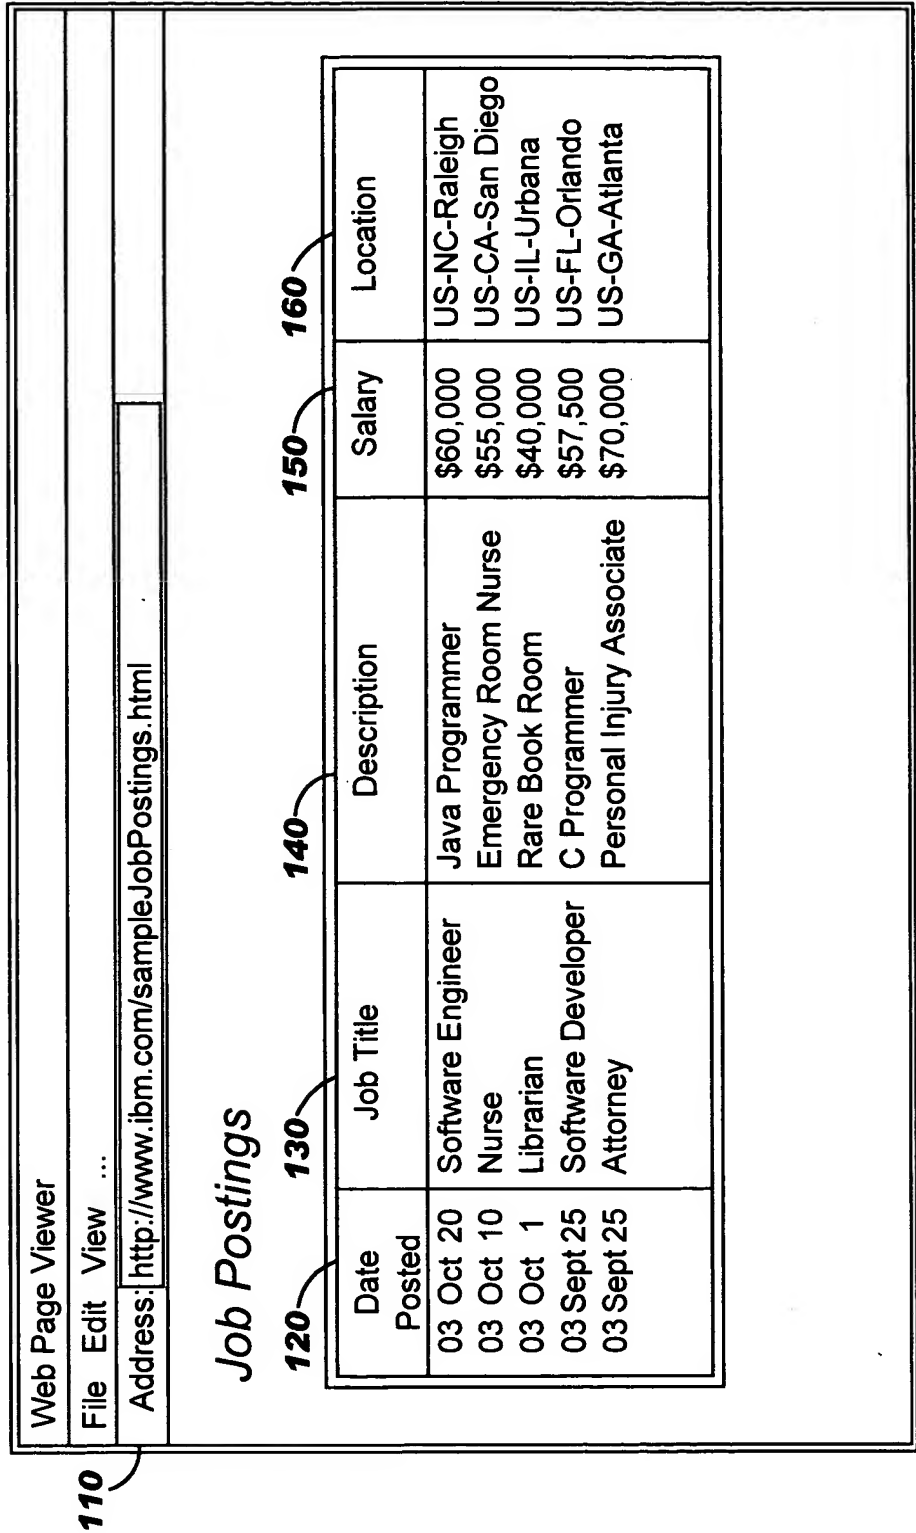 Web Page Viewer
File Edit View ...
110
Address: http://www.ibm.com/sampleJobPostings.html
Job Postings
120 130 140 150 160
Date Posted Job Title Description Salary Location
03 Oct 20 Software Engineer Java Programmer $60,000 US-NC-Raleigh
03 Oct 10 Nurse Emergency Room Nurse $55,000 US-CA-San Diego
03 Oct 1 Librarian Rare Book Room $40,000 US-IL-Urbana
03 Sept 25 Software Developer C Programmer $57,500 US-FL-Orlando
03 Sept 25 Attorney Personal Injury Associate $70,000 US-GA-Atlanta